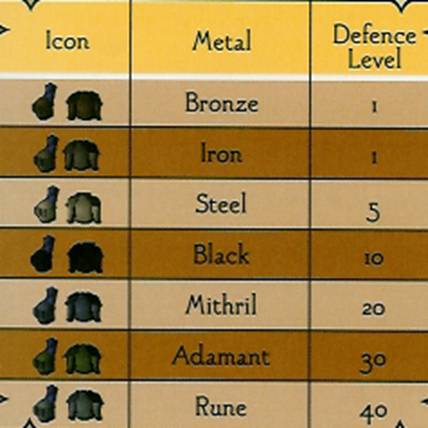 Icon Metal Defence Level
Bronze 1
Iron 1
Steel 5
Black 10
Mithril 20
Adamant 30
Rune 40